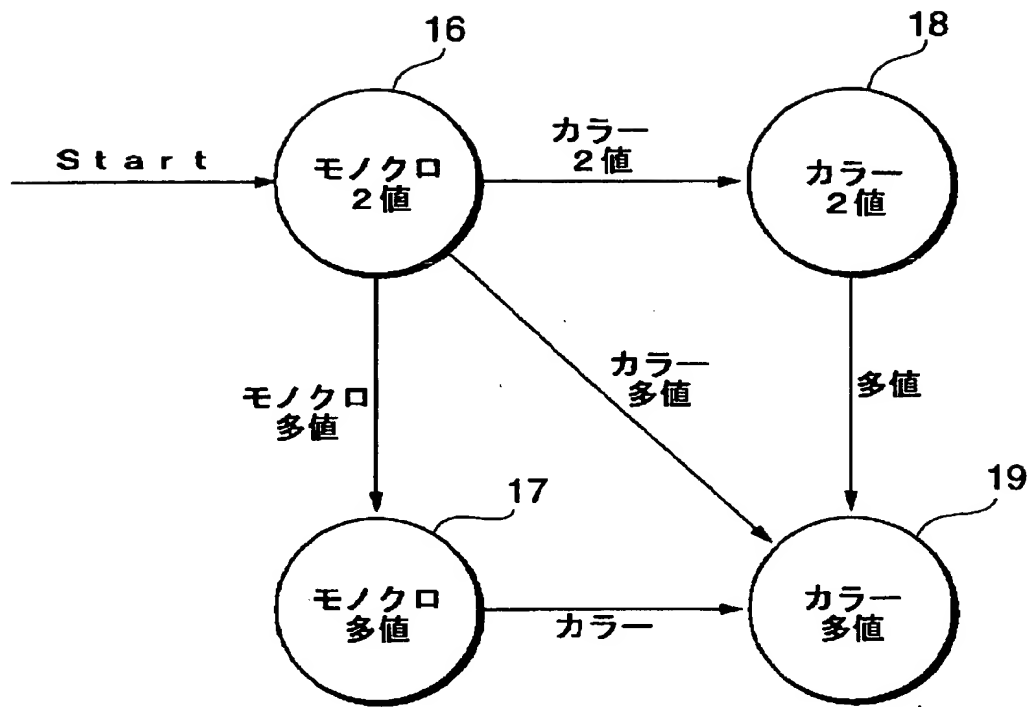 16
18
Start
モノクロ
2値
カラー
2値
カラー
2値
モノクロ
多値
カラー
多値
多値
17
19
モノクロ
多値
カラー
カラー
多値